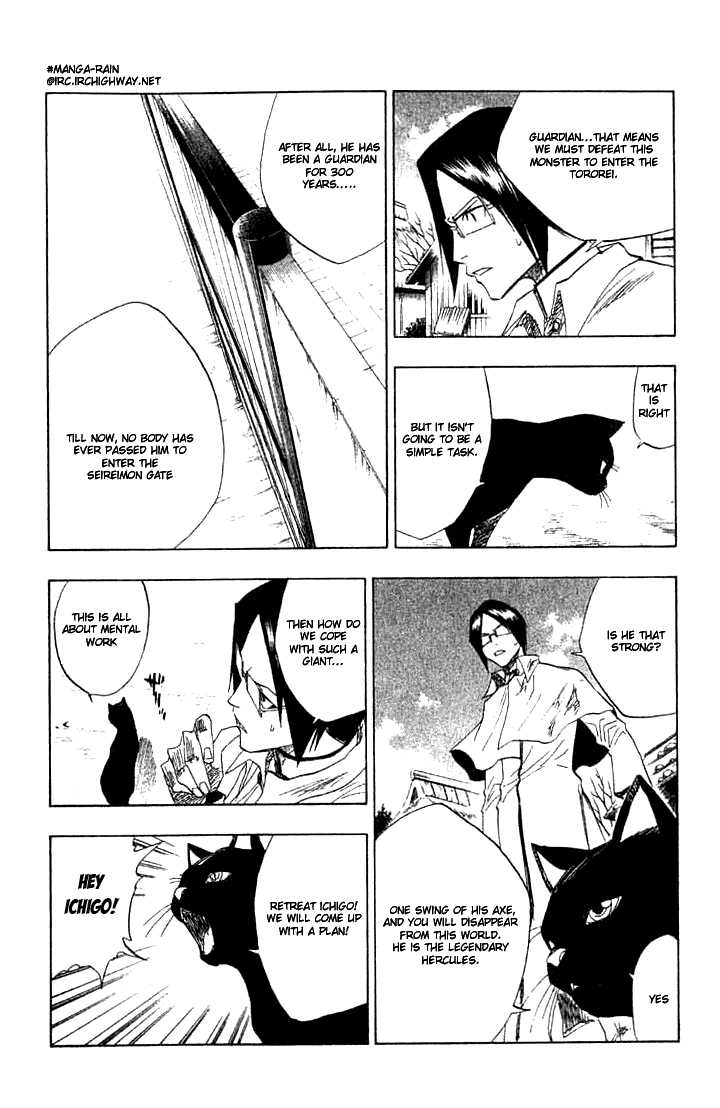 #MANGA-RAIN
@IRC.IRCHIGHWAY.NET
GUARDIAN...THAT MEANS
WE MUST DEFEAT THIS
MONSTER TO ENTER THE
TOROREI.
AFTER ALL, HE HAS
BEEN A GUARDIAN
FOR 300
YEARS.....
TILL NOW, NO BODY HAS
EVER PASSED HIM TO
ENTER THE
SEIREIMON GATE
THAT
IS
RIGHT
BUT IT ISN'T
GOING TO BE A
SIMPLE TASK.
IS HE THAT
STRONG?
YES
ONE SWING OF HIS AXE,
AND YOU WILL DISAPPEAR
FROM THIS WORLD.
HE IS THE LEGENDARY
HERCULES.
THEN HOW DO
WE COPE
WITH SUCH A
GIANT...
THIS IS ALL
ABOUT MENTAL
WORK
RETREAT ICHIGO!
WE WILL COME UP
WITH A PLAN!
HEY
ICHIGO!